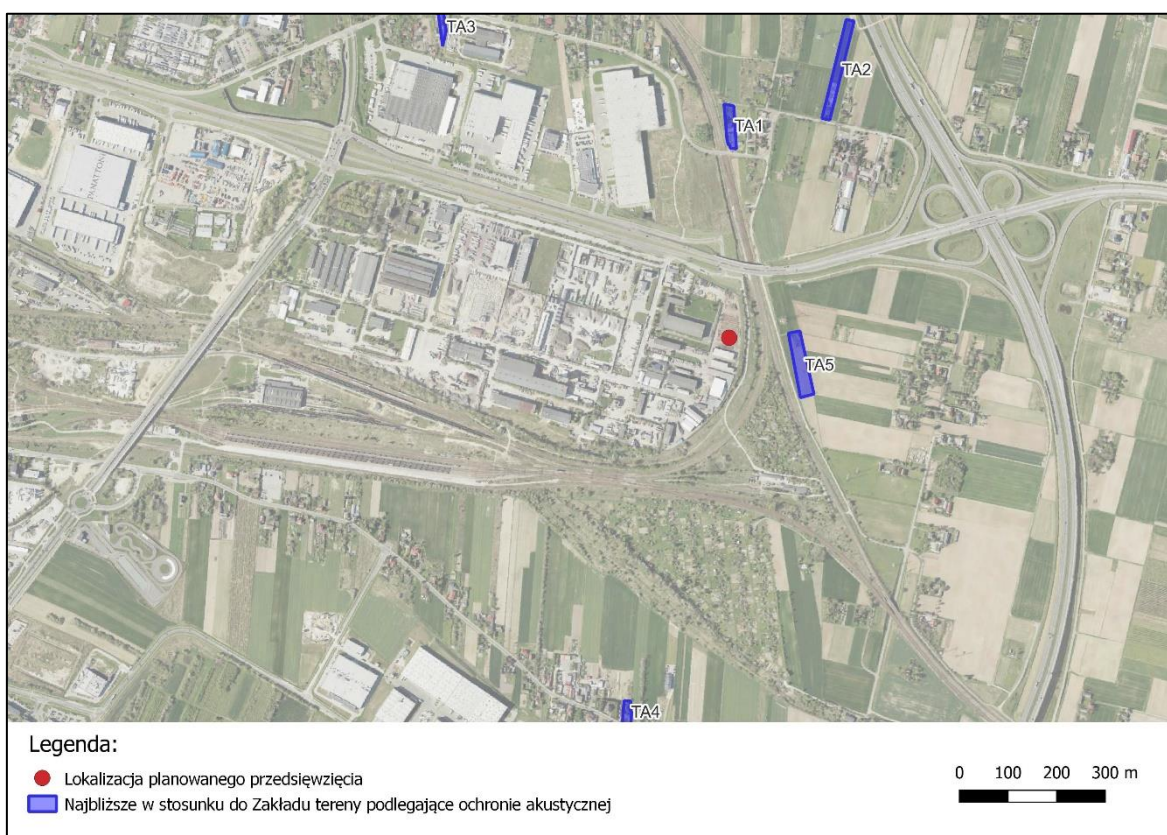 TA3
TA2
TA1
PANATTONI
TA5
TA4
Legenda:
Lokalizacja planowanego przedsięwzięcia
Najbliższe w stosunku do Zakładu tereny podlegające ochronie akustycznej
0 100 200 300 m